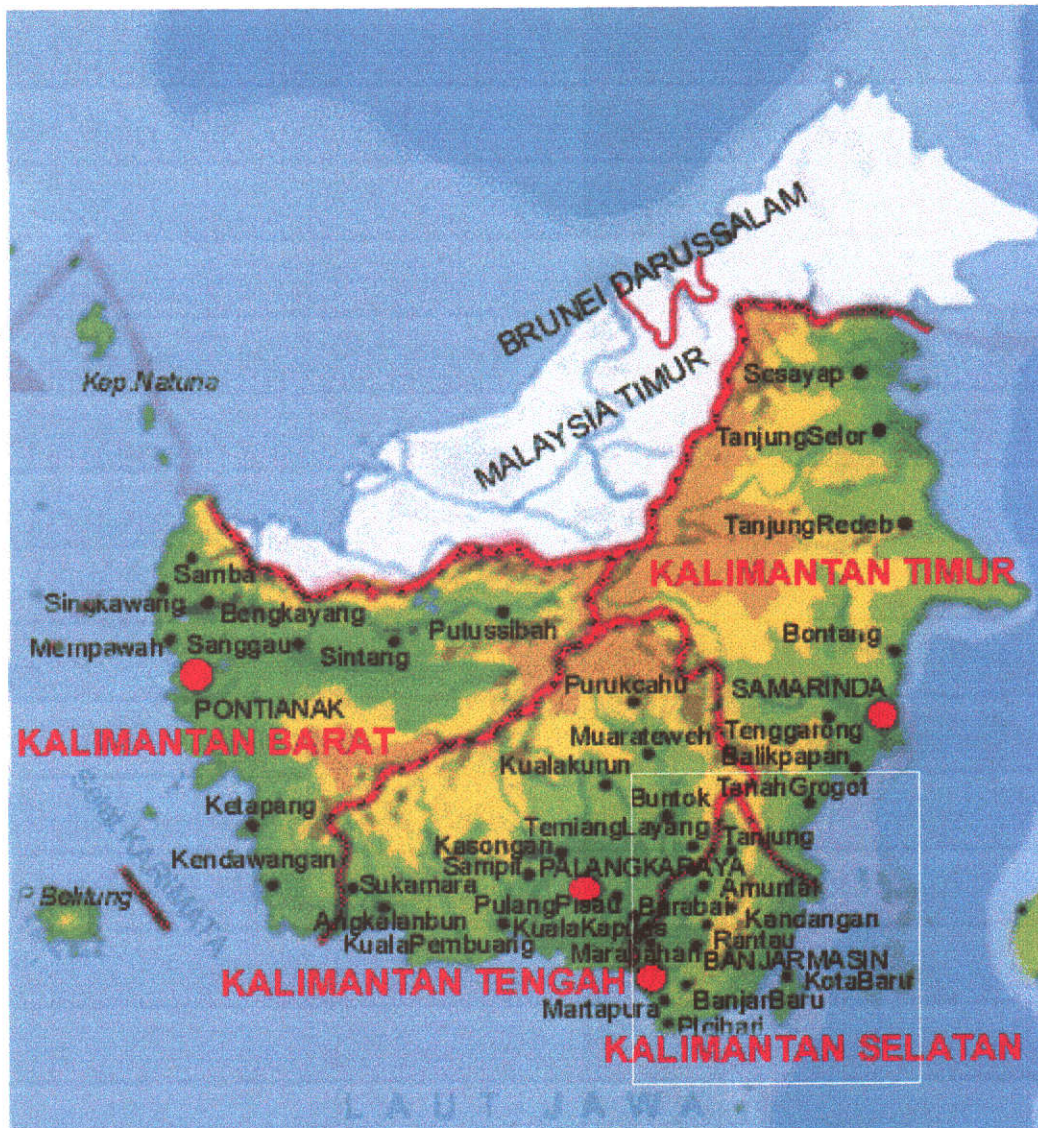 BRUNEI DARUSSALAM
Kep.Natuna
Sesayap
MALAYSIA TIMUR
TanjungSelor
TanjungRedeb
KALIMANTAN TIMUR
Samba
Singkawang
Bengkayang
Putussibah
Mempawah
Sanggau
Sintang
Bontang
Purukcahu
SAMARINDA
PONTIANAK
KALIMANTAN BARAT
Muarateweh
Tenggarong
Kualakurun
Balikpapan
TanahGrogot
Ketapang
Buntok
Selat KARIMATA
TemiangLayang
Tanjung
Kasongan
Kendawangan
Sampit
PALANGKARAYA
Belitung
Sukamara
PulangPisau
Amuntai
Barabai
Angkalanbun
KualaKapuas
Kandangan
KualaPembuang
Marabahan
Rantau
BANJARMASIN
KALIMANTAN TENGAH
KotaBaru
BanjarBaru
Martapura
Pleihari
KALIMANTAN SELATAN
LAUT JAWA